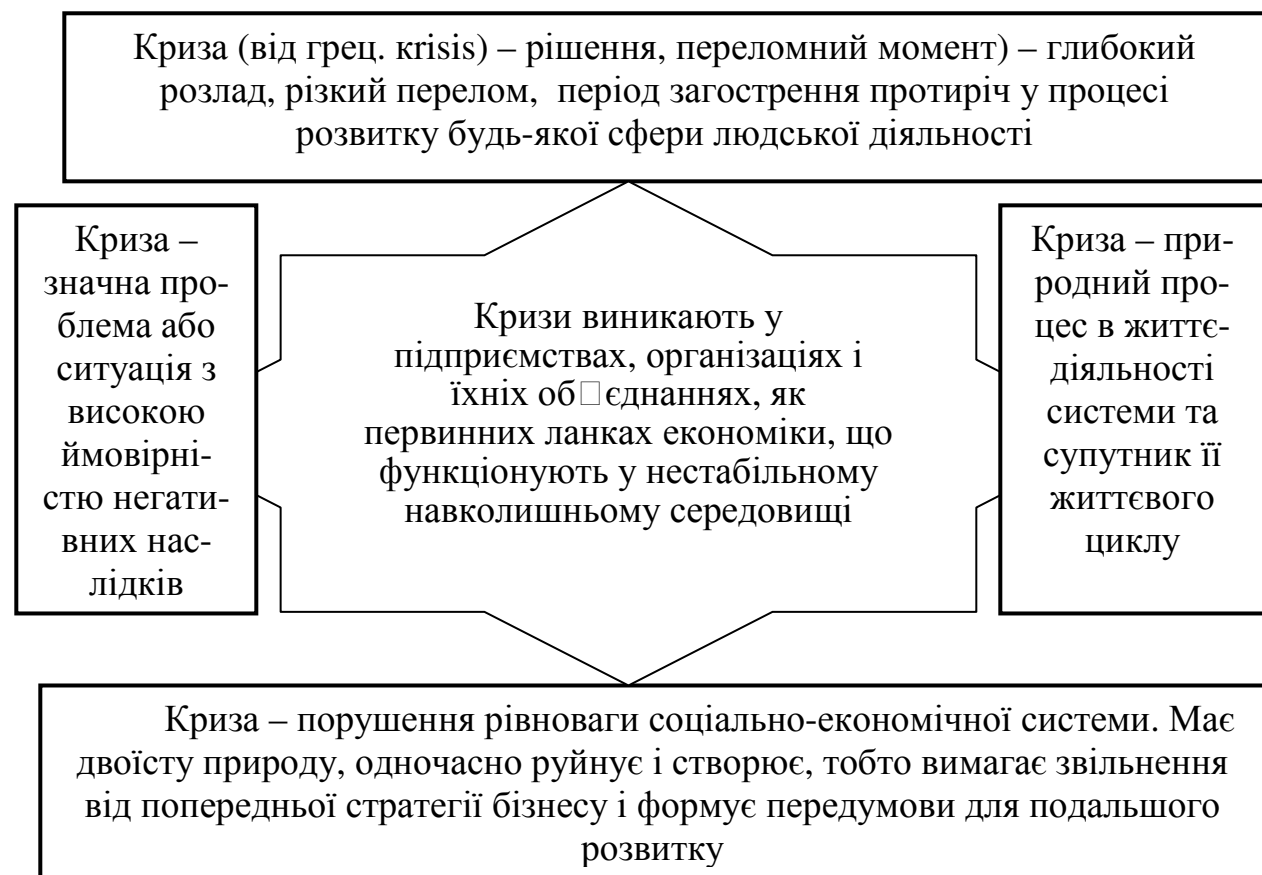 Криза (від грец. кrisis) – рішення, переломний момент) – глибокий
розлад, різкий перелом, період загострення протиріч у процесі
розвитку будь-якої сфери людської діяльності
Криза –
значна про-
блема або
ситуація з
високою
ймовірні-
стю негати-
вних нас-
лідків
Кризи виникають у
підприємствах, організаціях і
їхніх об□єднаннях, як
первинних ланках економіки, що
функціонують у нестабільному
навколишньому середовищі
Криза – при-
родний про-
цес в життє-
діяльності
системи та
супутник її
життєвого
циклу
Криза – порушення рівноваги соціально-економічної системи. Має
двоїсту природу, одночасно руйнує і створює, тобто вимагає звільнення
від попередньої стратегії бізнесу і формує передумови для подальшого
розвитку